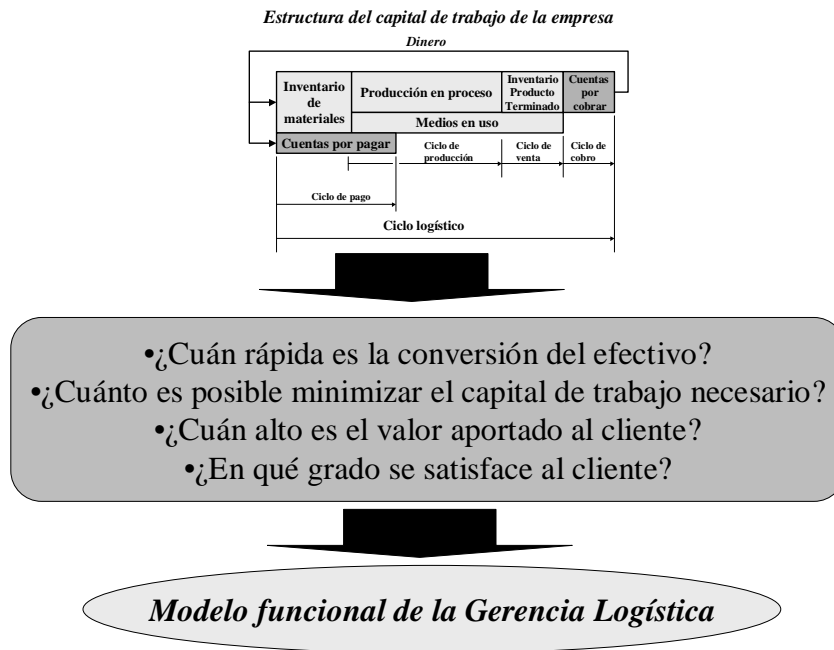 Estructura del capital de trabajo de la empresa
Dinero
Inventario
de
materiales
Producción en proceso
Inventario
Producto
Terminado
Cuentas
por
cobrar
Medios en uso
Cuentas por pagar
Ciclo de
producción
Ciclo de
venta
Ciclo de
cobro
Ciclo de pago
Ciclo logístico
•¿Cuán rápida es la conversión del efectivo?
•¿Cuánto es posible minimizar el capital de trabajo necesario?
•¿Cuán alto es el valor aportado al cliente?
•¿En qué grado se satisface al cliente?
Modelo funcional de la Gerencia Logística